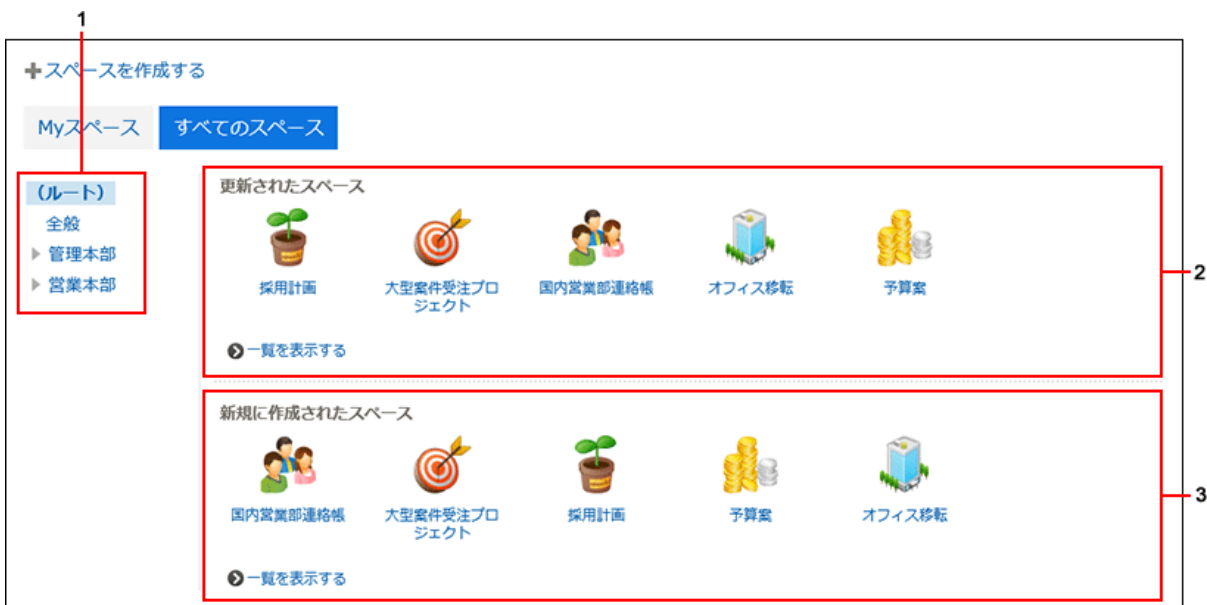 1
スペースを作成する
Myスペース すべてのスペース
(ルート)
全般
管理本部
営業本部
更新されたスペース
採用計画 大型案件受注プロ
ジェクト 国内営業部連絡帳 オフィス移転 予算案
一覧を表示する
2
新規に作成されたスペース
国内営業部連絡帳 大型案件受注プロ
ジェクト 採用計画 予算案 オフィス移転
一覧を表示する
3